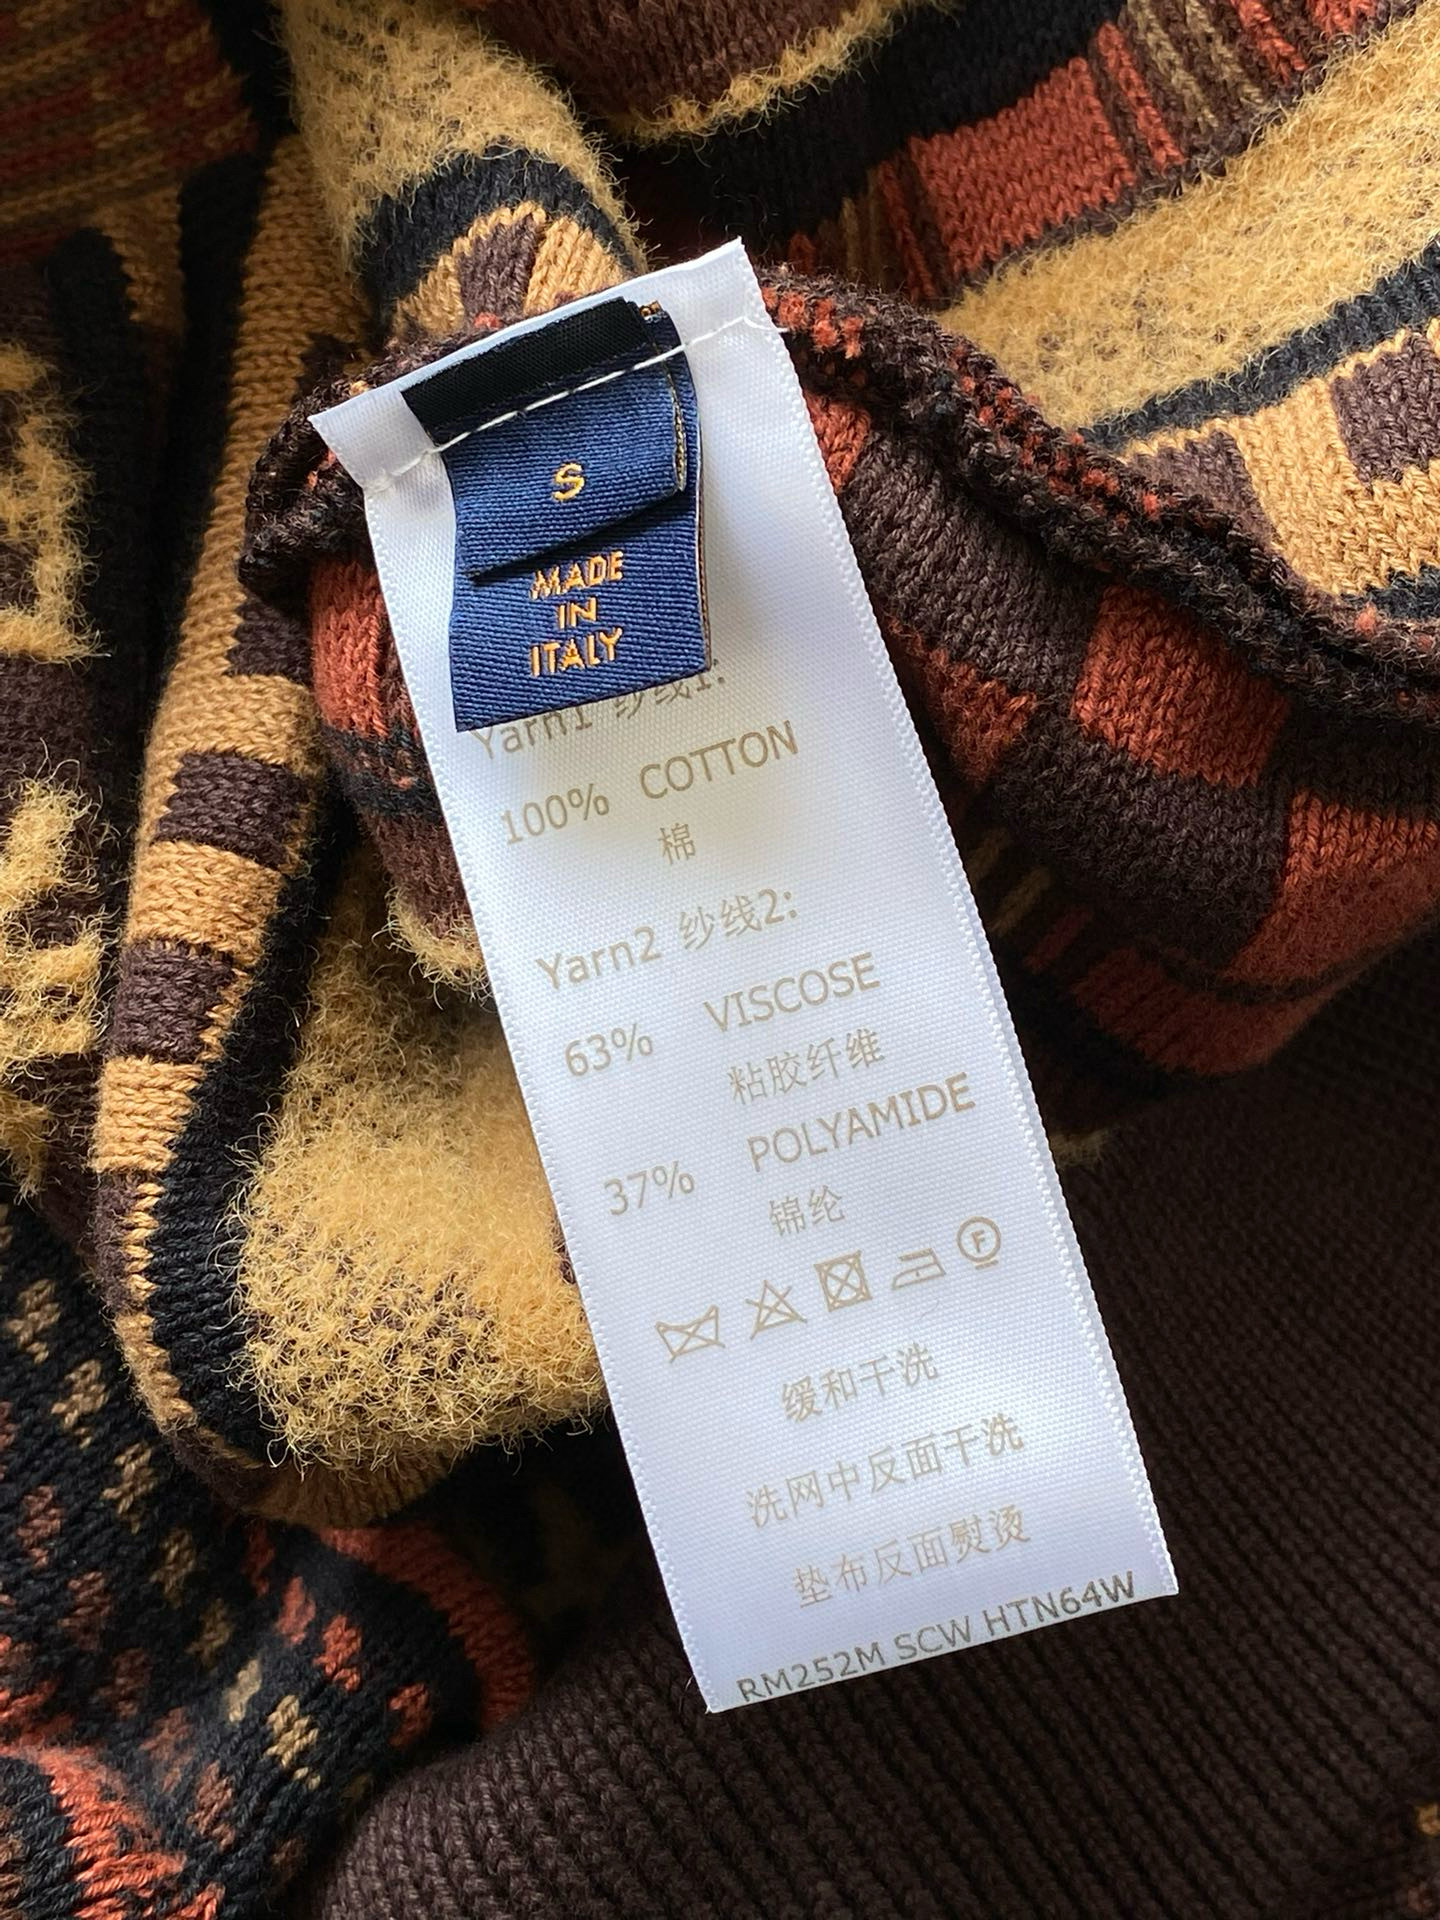 S
MADE
IN
ITALY
Yarn1 纱线1:
100% COTTON
棉
Yarn2 纱线2:
63% VISCOSE
粘胶纤维
37% POLYAMIDE
锦纶
F
缓和干洗
洗网中反面干洗
垫布反面熨烫
RM252M SCW HTN64W